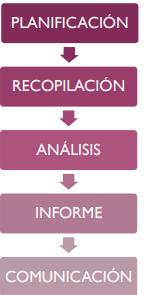 PLANIFICACIÓN
RECOPILACIÓN
ANÁLISIS
INFORME
COMUNICACIÓN